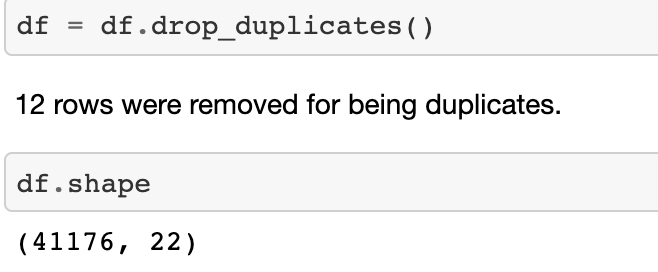 df = df.drop_duplicates()
12 rows were removed for being duplicates.
df.shape
(41176, 22)